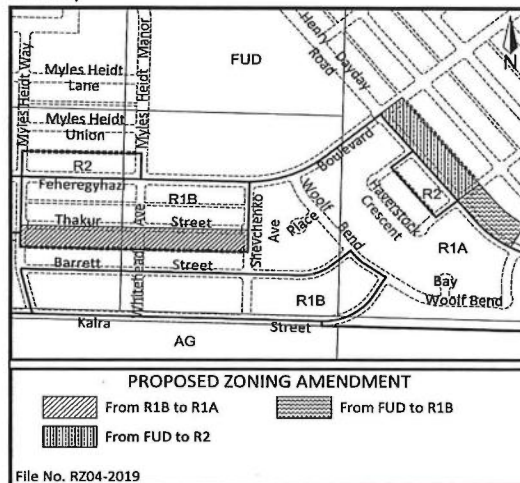 Myles Heidt Way
Myles Heidt
Lane
Myles Heidt
Union
Myles Heidt Manor
FUD
Henry Dayday
Road
N
R2
Feheregyhazi
Boulevard
R1B
Thakur
Street
Ave
Whitehead
Barrett
Street
Shevchenko
Ave
Place
Woolf
Bend
Havenstock
Crescent
R2
R1A
Bay
Woolf Bend
R1B
Kalra
Street
AG
PROPOSED ZONING AMENDMENT
From R1B to R1A
From FUD to R1B
From FUD to R2
File No. RZ04-2019